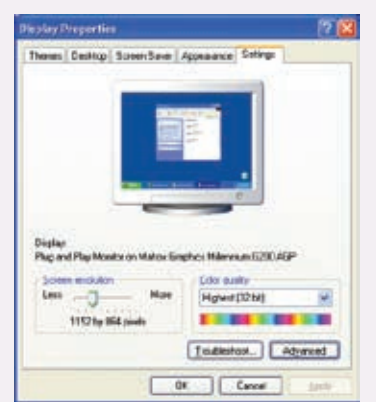 Display Properties
Themes Desktop Screen Saver Appearance Settings
Display:
Plug and Play Monitor on Matrox Graphics Millennium G200 AGP
Screen resolution
Color quality
Less More
Highest (32 bit)
1152 by 864 pixels
Troubleshoot... Advanced
OK Cancel Apply